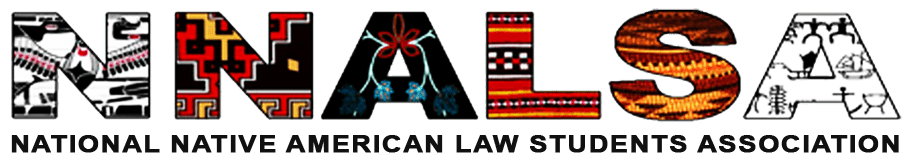 NNALSA
NATIONAL NATIVE AMERICAN LAW STUDENTS ASSOCIATION